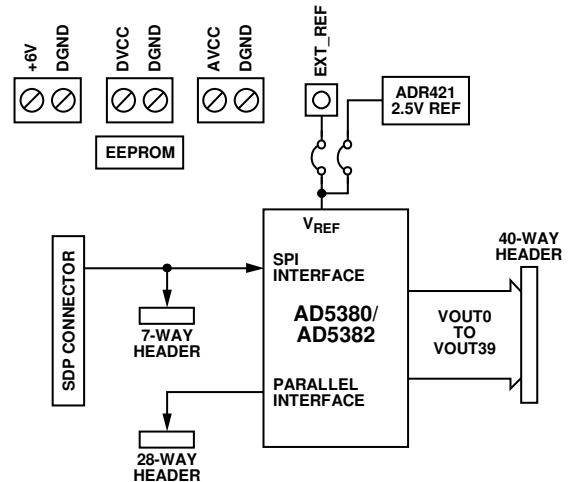 +6V
DGND
DVCC
DGND
AVCC
DGND
EXT_REF
ADR421
2.5V REF
EEPROM
VREF
SDP CONNECTOR
SPI
INTERFACE
7-WAY
HEADER
AD5380/
AD5382
40-WAY
HEADER
VOUT0
TO
VOUT39
PARALLEL
INTERFACE
28-WAY
HEADER